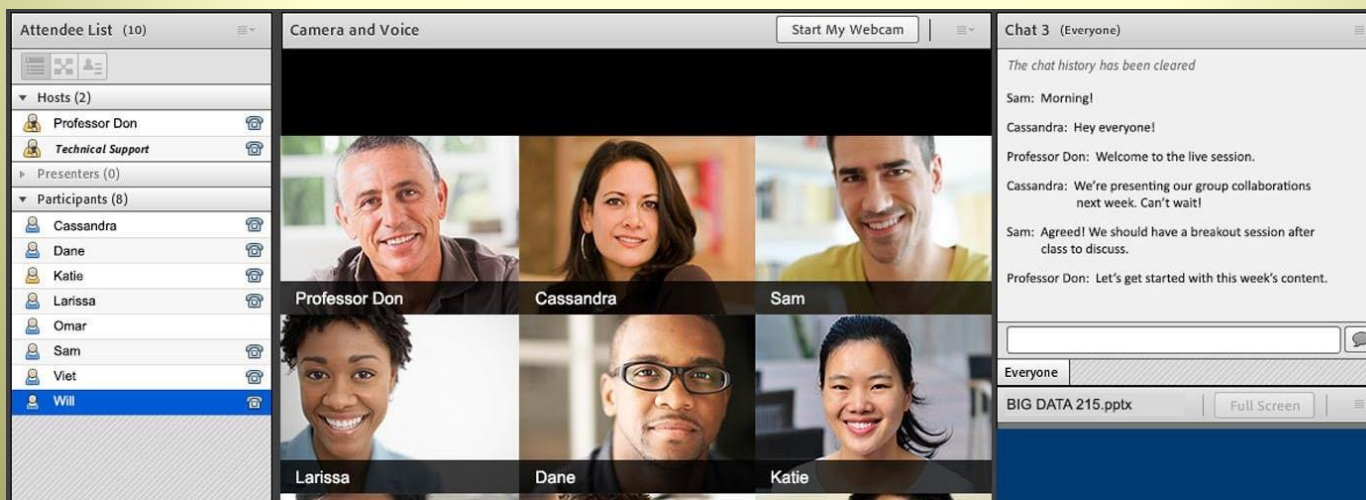 Attendee List (10)
Hosts (2)
Professor Don
Technical Support
Presenters (0)
Participants (8)
Cassandra
Dane
Katie
Larissa
Omar
Sam
Viet
Will
Camera and Voice
Start My Webcam
Professor Don
Cassandra
Sam
Larissa
Dane
Katie
Chat 3 (Everyone)
The chat history has been cleared
Sam: Morning!
Cassandra: Hey everyone!
Professor Don: Welcome to the live session.
Cassandra: We're presenting our group collaborations
next week. Can't wait!
Sam: Agreed! We should have a breakout session after
class to discuss.
Professor Don: Let's get started with this week's content.
Everyone
BIG DATA 215.pptx
Full Screen